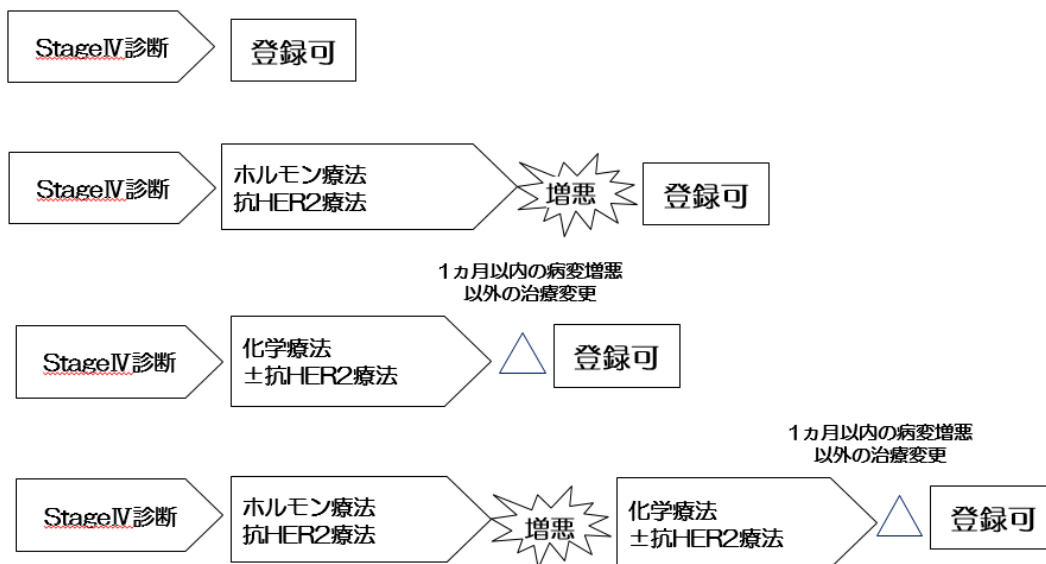 StageⅣ診断
登録可
StageⅣ診断
ホルモン療法
抗HER2療法
増悪
登録可
1ヵ月以内の病変増悪
以外の治療変更
StageⅣ診断
化学療法
±抗HER2療法
登録可
1ヵ月以内の病変増悪
以外の治療変更
StageⅣ診断
ホルモン療法
抗HER2療法
増悪
化学療法
±抗HER2療法
登録可